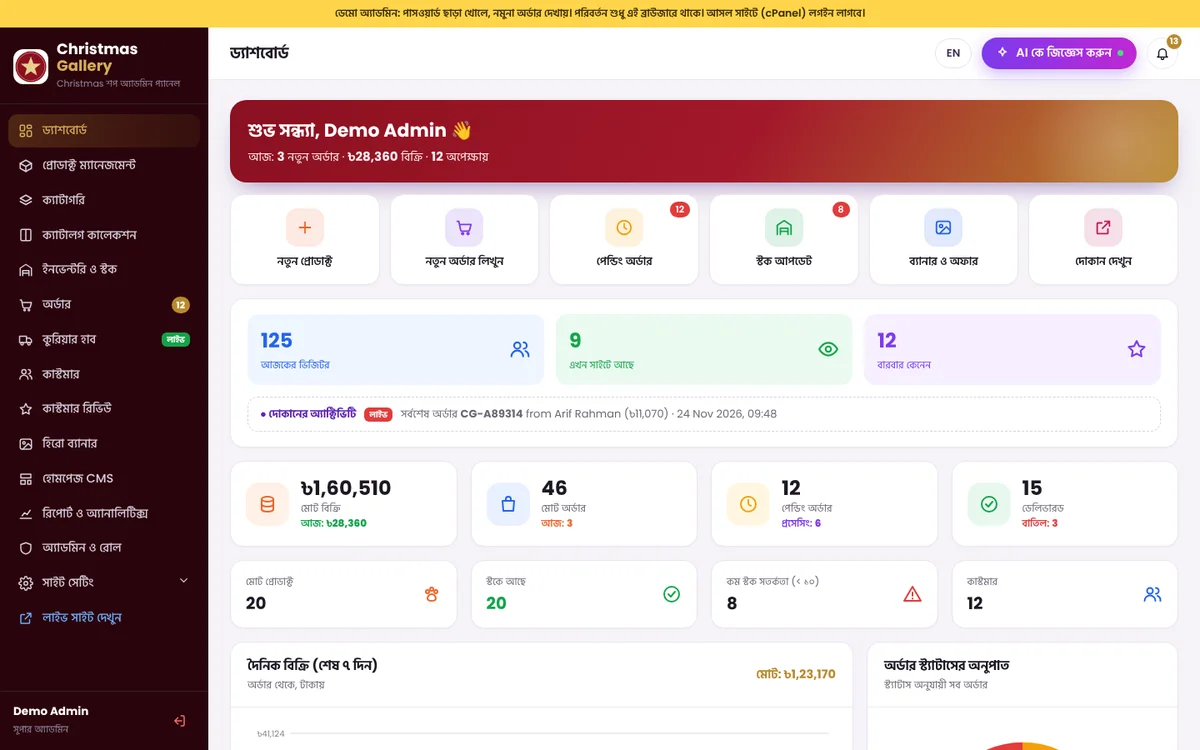 ডেমো অ্যাডমিন: পাসওয়ার্ড ছাড়া খোলে, নমুনা অর্ডার দেখায়। পরিবর্তন শুধু এই ব্রাউজারে থাকে। আসল সাইটে (cPanel) লগইন লাগবে।
Christmas
Gallery
Christmas শপ অ্যাডমিন প্যানেল
ড্যাশবোর্ড
EN
AI কে জিজ্ঞেস করুন
13
ড্যাশবোর্ড
প্রোডাক্ট ম্যানেজমেন্ট
ক্যাটাগরি
ক্যাটালগ কালেকশন
ইনভেন্টরি ও স্টক
অর্ডার
12
কুরিয়ার হাব
লাইভ
কাস্টমার
কাস্টমার রিভিউ
হিরো ব্যানার
হোমপেজ CMS
রিপোর্ট ও অ্যানালিটিক্স
অ্যাডমিন ও রোল
সাইট সেটিং
লাইভ সাইট দেখুন
Demo Admin
সুপার অ্যাডমিন
শুভ সন্ধ্যা, Demo Admin 👋
আজ: 3 নতুন অর্ডার · ৳28,360 বিক্রি · 12 অপেক্ষায়
নতুন প্রোডাক্ট
নতুন অর্ডার লিখুন
12
পেন্ডিং অর্ডার
8
স্টক আপডেট
ব্যানার ও অফার
দোকান দেখুন
125
আজকের ভিজিটর
9
এখন সাইটে আছে
12
বারবার কেনেন
• দোকানের অ্যাক্টিভিটি লাইভ সর্বশেষ অর্ডার CG-A89314 from Arif Rahman (৳11,070) · 24 Nov 2026, 09:48
৳1,60,510
মোট বিক্রি
আজ: ৳28,360
46
মোট অর্ডার
আজ: 3
12
পেন্ডিং অর্ডার
প্রসেসিং: 6
15
ডেলিভারড
বাতিল: 3
মোট প্রোডাক্ট
20
স্টকে আছে
20
কম স্টক সতর্কতা (< ১০)
8
কাস্টমার
12
দৈনিক বিক্রি (শেষ ৭ দিন)
অর্ডার থেকে, টাকায়
মোট: ৳1,23,170
৳41,124
অর্ডার স্ট্যাটাসের অনুপাত
স্ট্যাটাস অনুযায়ী সব অর্ডার